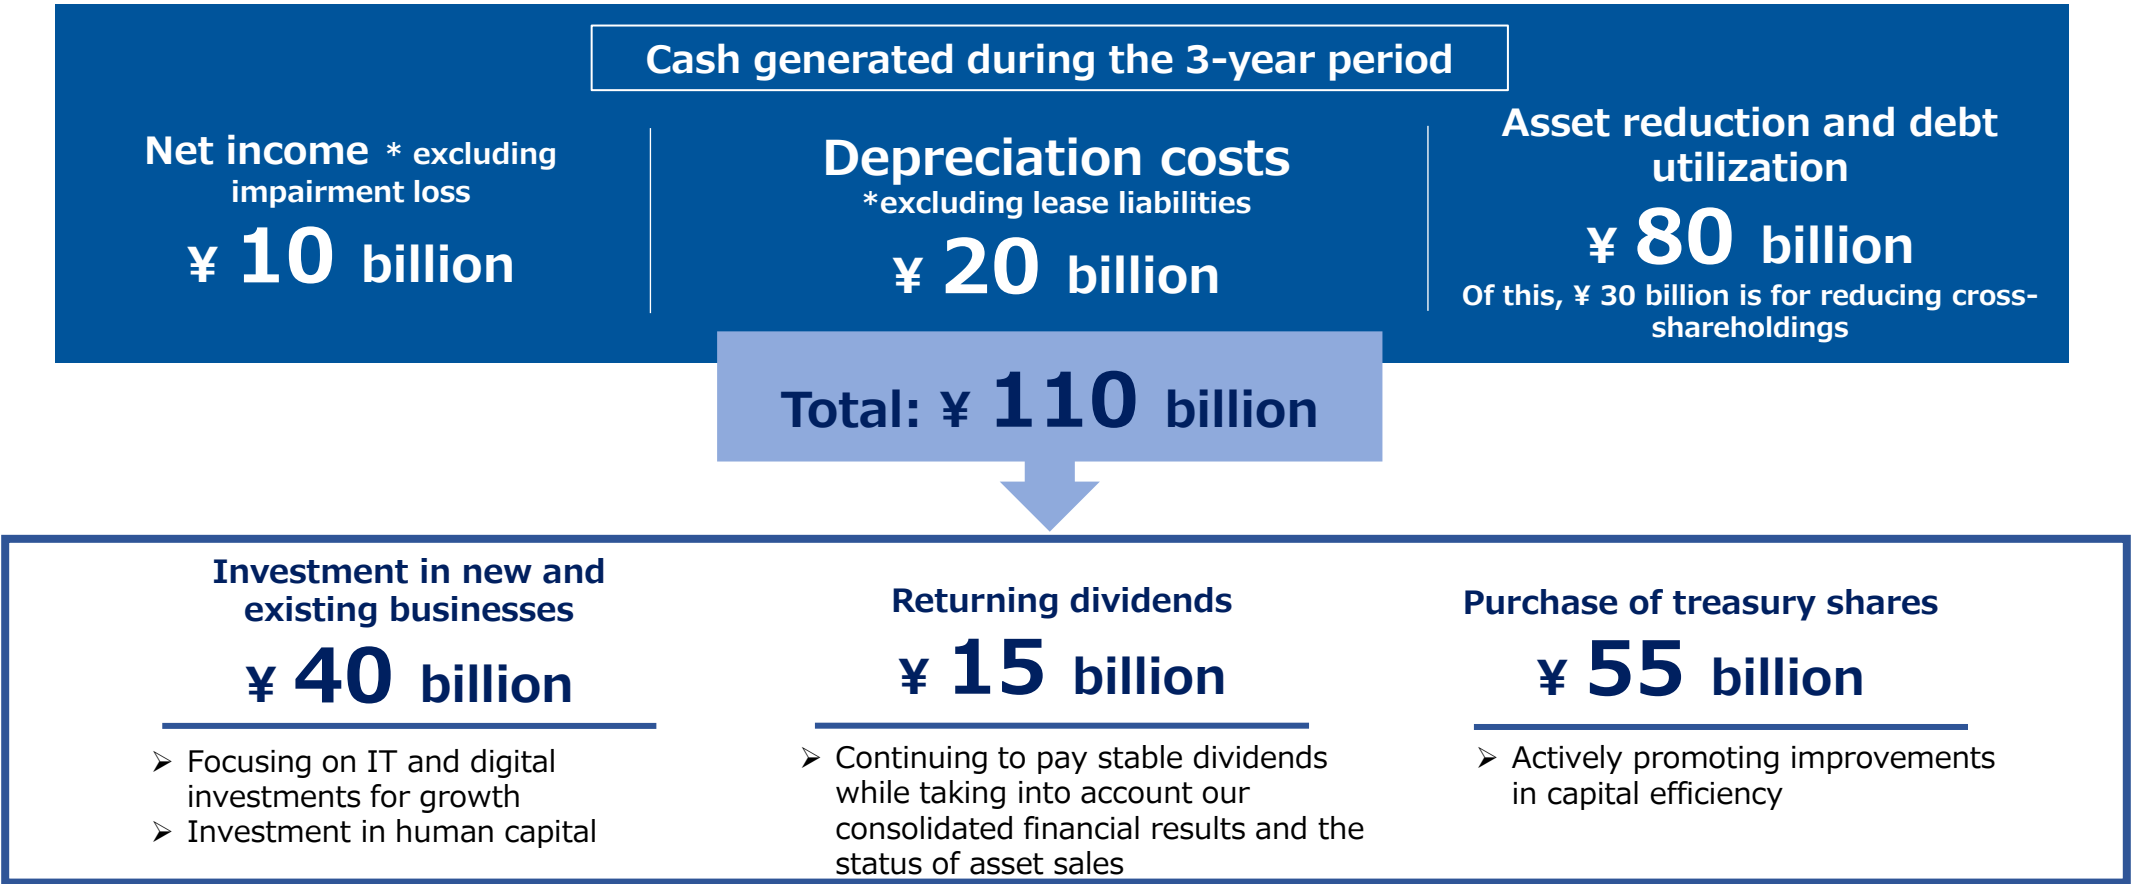 Cash generated during the 3-year period
Net income * excluding
impairment loss
¥ 10 billion
Depreciation costs
*excluding lease liabilities
¥ 20 billion
Asset reduction and debt
utilization
¥ 80 billion
Of this, ¥ 30 billion is for reducing cross-
shareholdings
Total: ¥ 110 billion
Investment in new and
existing businesses
¥ 40 billion
➢ Focusing on IT and digital
investments for growth
➢ Investment in human capital
Returning dividends
¥ 15 billion
➢ Continuing to pay stable dividends
while taking into account our
consolidated financial results and the
status of asset sales
Purchase of treasury shares
¥ 55 billion
➢ Actively promoting improvements
in capital efficiency